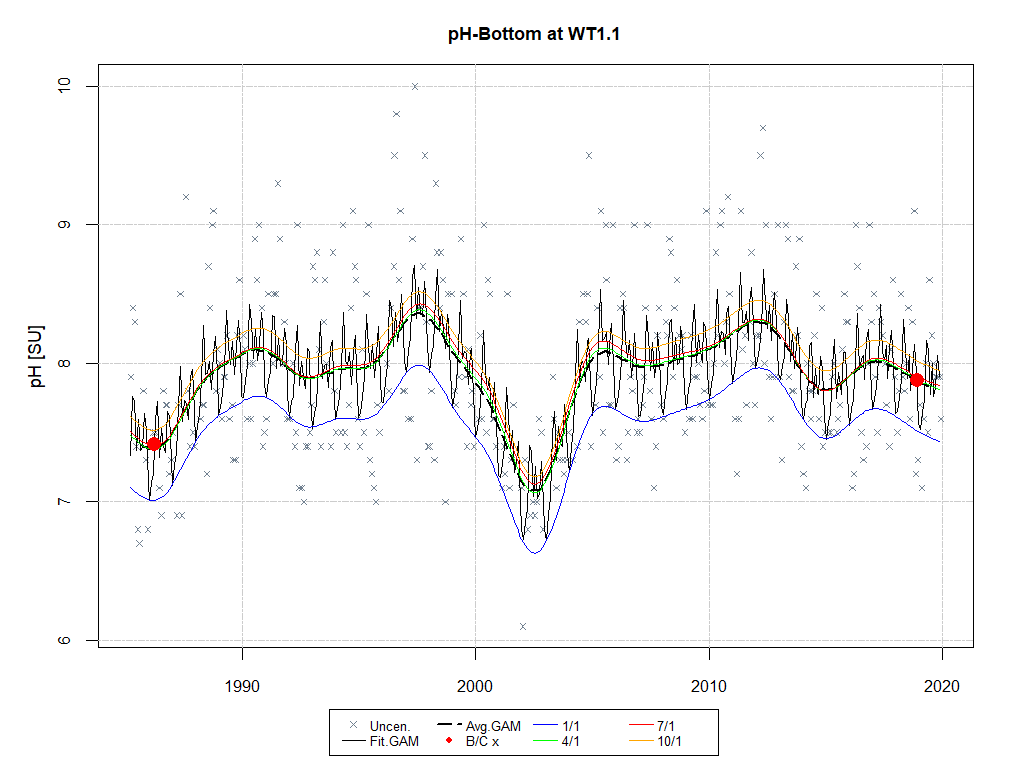 pH-Bottom at WT1.1
pH [SU]
10
9
8
7
6
1990 2000 2010 2020
Uncen. Avg.GAM 1/1 7/1
Fit.GAM B/C x 4/1 10/1